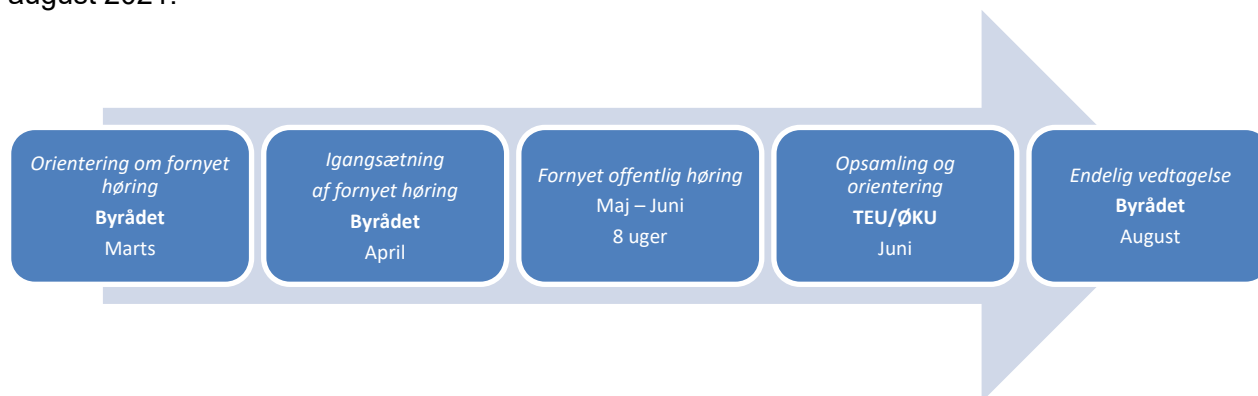 august 2021.
Orientering om fornyet
høring
Byrådet
Marts
Igangsætning
af fornyet høring
Byrådet
April
Fornyet offentlig høring
Maj – Juni
8 uger
Opsamling og
orientering
TEU/ØKU
Juni
Endelig vedtagelse
Byrådet
August